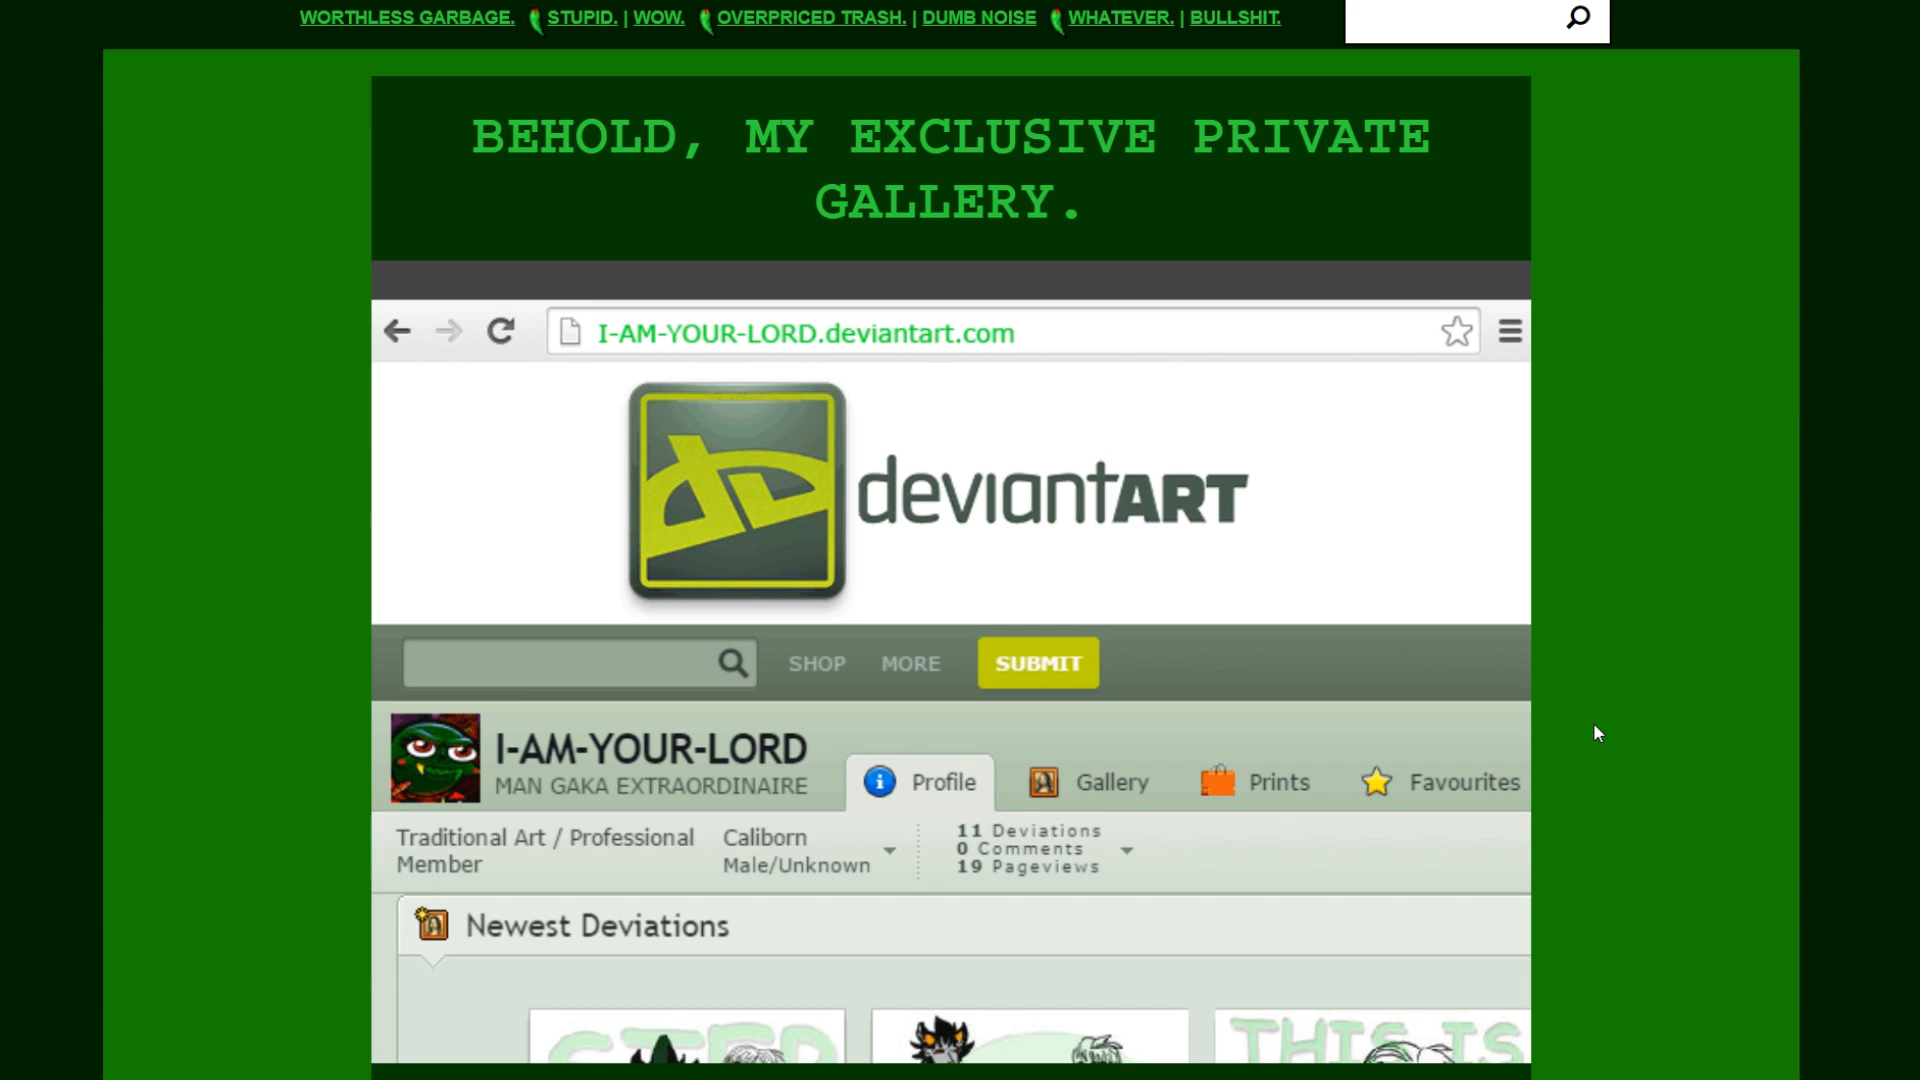 WORTHLESS GARBAGE. STUPID. | WOW. OVERPRICED TRASH. | DUMB NOISE WHATEVER. | BULLSHIT.
BEHOLD, MY EXCLUSIVE PRIVATE
GALLERY.
I-AM-YOUR-LORD.deviantart.com
deviantART
SHOP MORE SUBMIT
I-AM-YOUR-LORD
MAN GAKA EXTRAORDINAIRE
Profile Gallery Prints Favourites
Traditional Art / Professional
Member
Caliborn
Male/Unknown
11 Deviations
0 Comments
19 Pageviews
Newest Deviations
THIS IS